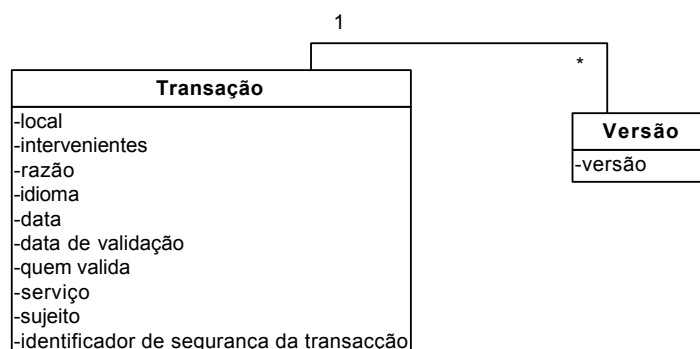 1
*
Transação
-local
-intervenientes
-razão
-idioma
-data
-data de validação
-quem valida
-serviço
-sujeito
-identificador de segurança da transacção
Versão
-versão